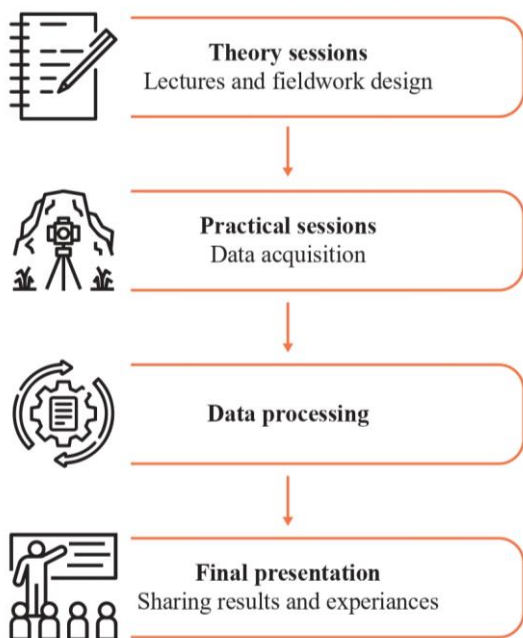 Theory sessions
Lectures and fieldwork design
Practical sessions
Data acquisition
Data processing
Final presentation
Sharing results and experiances